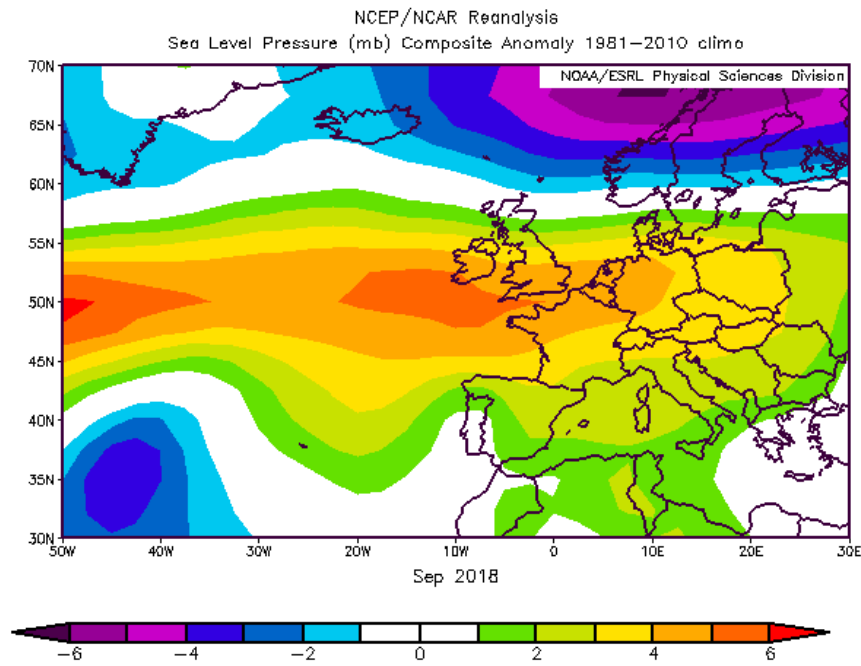 NCEP/NCAR Reanalysis
Sea Level Pressure (mb) Composite Anomaly 1981−2010 climo
NOAA/ESRL Physical Sciences Division
70N
65N
60N
55N
50N
45N
40N
35N
30N
50W 40W 30W 20W 10W 0 10E 20E 30E
Sep 2018
−6 −4 −2 0 2 4 6